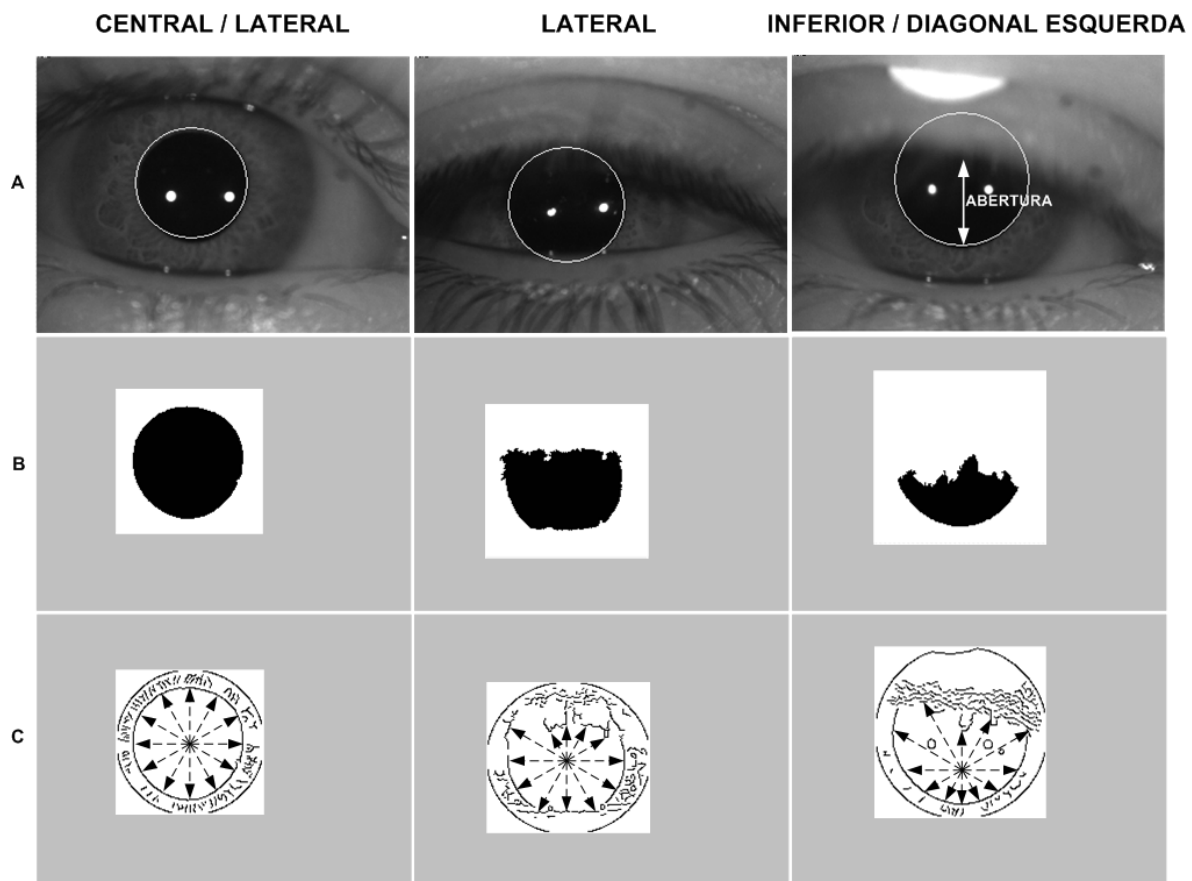 CENTRAL / LATERAL
LATERAL
INFERIOR / DIAGONAL ESQUERDA
A
ABERTURA
B
C